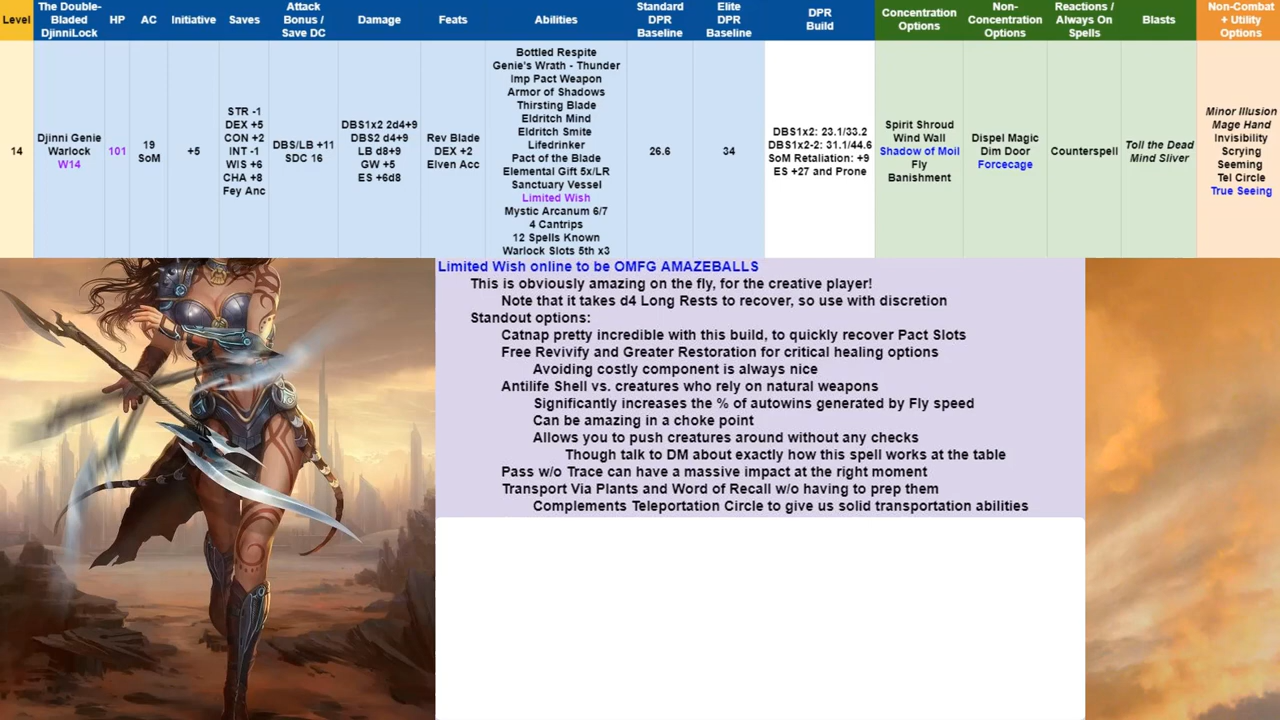 Level
The Double-
Bladed
DjinniLock
HP
AC
Initiative
Saves
Attack
Bonus /
Save DC
Damage
Feats
Abilities
Standard
DPR
Baseline
Elite
DPR
Baseline
DPR
Build
Concentration
Options
Non-
Concentration
Options
Reactions /
Always On
Spells
Blasts
Non-Combat
+ Utility
Options
14
Djinni Genie
Warlock
W14
101
19
SoM
+5
STR -1
DEX +5
CON +2
INT -1
WIS +6
CHA +8
Fey Anc
DBS/LB +11
SDC 16
DBS1x2 2d4+9
DBS2 d4+9
LB d8+9
GW +5
ES +6d8
Rev Blade
DEX +2
Elven Acc
Bottled Respite
Genie's Wrath - Thunder
Imp Pact Weapon
Armor of Shadows
Thirsting Blade
Eldritch Mind
Eldritch Smite
Lifedrinker
Pact of the Blade
Elemental Gift 5x/LR
Sanctuary Vessel
Limited Wish
Mystic Arcanum 6/7
4 Cantrips
12 Spells Known
Warlock Slots 5th x3
26.6
34
DBS1x2: 23.1/33.2
DBS1x2-2: 31.1/44.6
SoM Retaliation: +9
ES +27 and Prone
Spirit Shroud
Wind Wall
Shadow of Moil
Fly
Banishment
Dispel Magic
Dim Door
Forcecage
Counterspell
Toll the Dead
Mind Sliver
Minor Illusion
Mage Hand
Invisibility
Scrying
Seeming
Tel Circle
True Seeing
Limited Wish online to be OMFG AMAZEBALLS
This is obviously amazing on the fly, for the creative player!
Note that it takes d4 Long Rests to recover, so use with discretion
Standout options:
Catnap pretty incredible with this build, to quickly recover Pact Slots
Free Revivify and Greater Restoration for critical healing options
Avoiding costly component is always nice
Antilife Shell vs. creatures who rely on natural weapons
Significantly increases the % of autowins generated by Fly speed
Can be amazing in a choke point
Allows you to push creatures around without any checks
Though talk to DM about exactly how this spell works at the table
Pass w/o Trace can have a massive impact at the right moment
Transport Via Plants and Word of Recall w/o having to prep them
Complements Teleportation Circle to give us solid transportation abilities